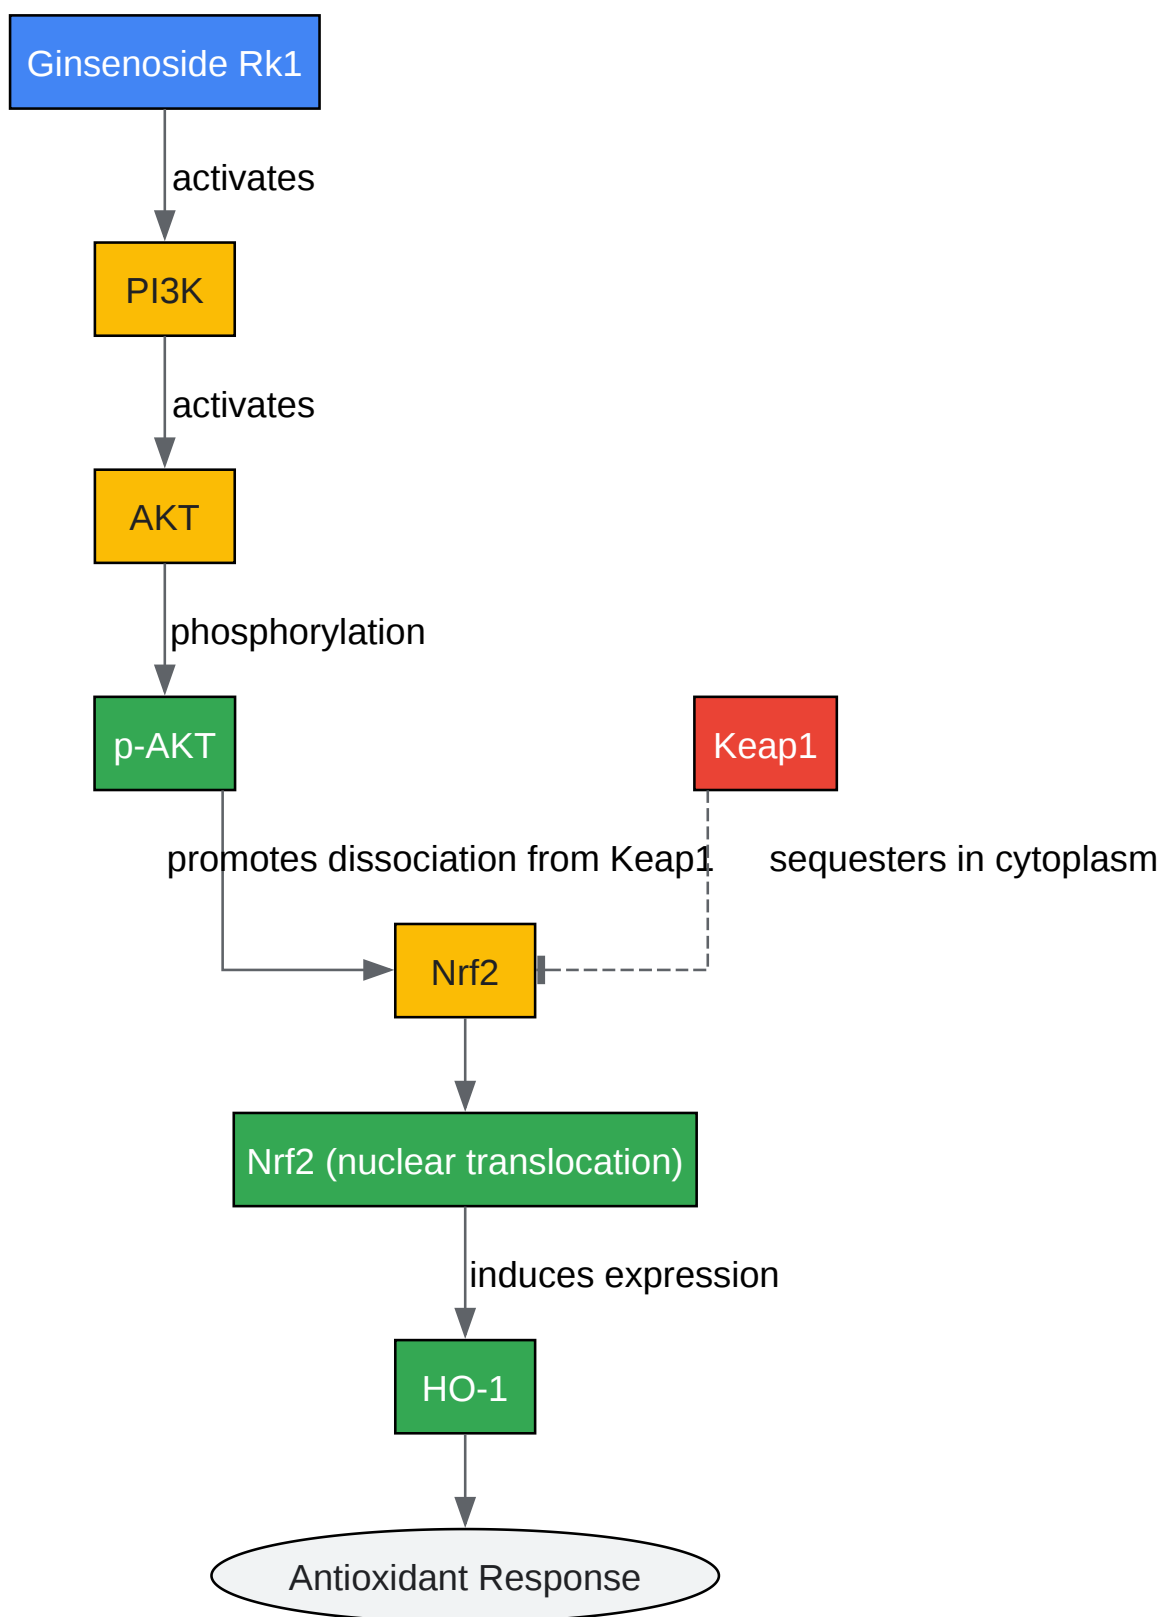 Ginsenoside Rk1
activates
PI3K
activates
AKT
phosphorylation
p-AKT
Keap1
promotes dissociation from Keap1
sequesters in cytoplasm
Nrf2
Nrf2 (nuclear translocation)
induces expression
HO-1
Antioxidant Response